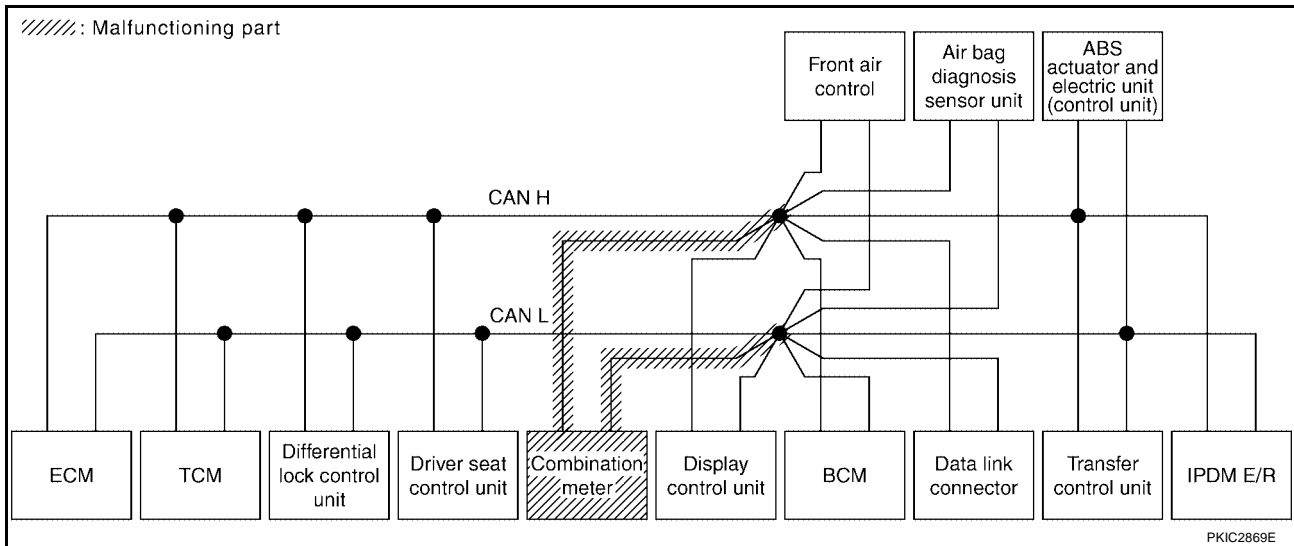 : Malfunctioning part
Front air
control
Air bag
diagnosis
sensor unit
ABS
actuator and
electric unit
(control unit)
CAN H
CAN L
ECM
TCM
Differential
lock control
unit
Driver seat
control unit
Combination
meter
Display
control unit
BCM
Data link
connector
Transfer
control unit
IPDM E/R
PKIC2869E